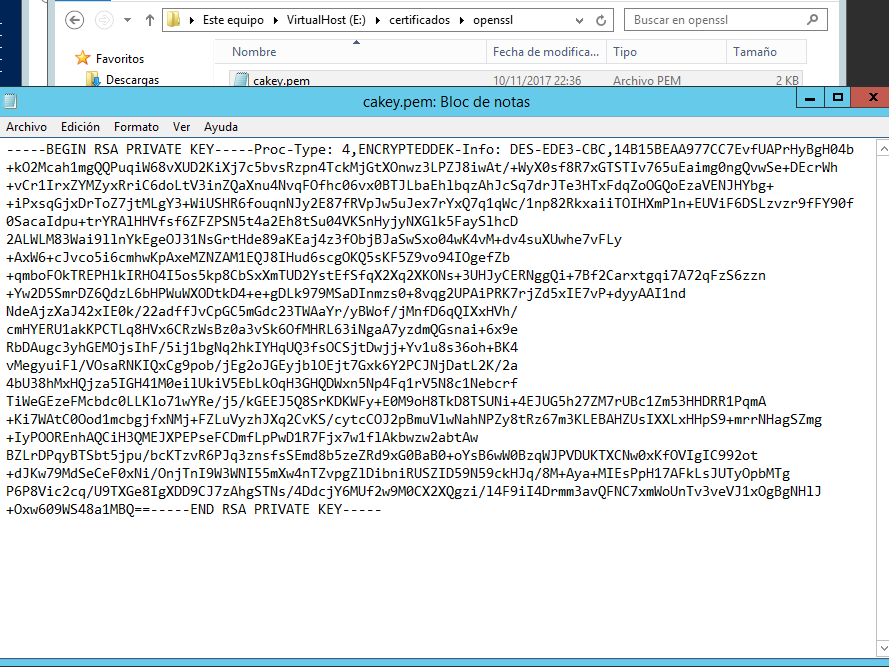 Este equipo
VirtualHost (E:)
certificados
openssl
Buscar en openssl
Favoritos
Descargas
Nombre
Fecha de modifica...
Tipo
Tamaño
cakey.pem
10/11/2017 22:36
Archivo PEM
2 KB
cakey.pem: Bloc de notas
Archivo
Edición
Formato
Ver
Ayuda
-----BEGIN RSA PRIVATE KEY-----Proc-Type: 4,ENCRYPTEDDEK-Info: DES-EDE3-CBC,14B15BEAA977CC7EvfUAPrHyBgH04b
+kO2Mcah1mgQQPuqiW68vXUD2KiXj7c5bvsRzpn4TckMjGtXOnwz3LPZJ8iwAt/+WyX0sf8R7xGTSTIv765uEaimg0ngQvwSe+DEcrWh
+vCr1IrxZYMZyxRriC6doLtV3inZQaXnu4NvqFOfhc06vx0BTJLbaEhlbqzAhJcSq7drJTe3HTxFdqZoOGQoEzaVENJHYbg+
+iPxsqGjxDrToZ7jtMLgY3+WiUSHR6fouqnNJy2E87fRVpJw5uJex7rYxQ7q1qWc/1np82RkxaiiTOIHXmPln+EUViF6DSLzvzr9fFY90f
0SacaIdpu+trYRAlHHVfsf6ZFZPSN5t4a2Eh8tSu04VKSnHyjyNXGlk5FaySlhcD
2ALWLM83Wai9llnYkEgeOJ31NsGrtHde89aKEaj4z3fObjBJaSwSxo04wK4vM+dv4suXUwhe7vFLy
+AxW6+cJvco5i6cmhwKpAxeMZNZAM1EQJ8IHud6scgOKQ5sKF5Z9vo94IOgefZb
+qmboFOkTREPHlkIRHO4I5os5kp8CbSxXmTUD2YstEfSfqX2Xq2XKONs+3UHJyCERNggQi+7Bf2Carxtgqi7A72qFzS6zzn
+Yw2D5SmrDZ6QdzL6bHPWuWXODtkD4+e+gDLk979MSaDInmzs0+8vqg2UPAiPRK7rjZd5xIE7vP+dyyAAI1nd
NdeAjzXaJ42xIE0k/22adffJvCpGC5mGdc23TWAaYr/yBWof/jMnfD6qQIXxHVh/
cmHYERU1akKPCTLq8HVx6CRzWsBz0a3vSk6OfMHRL63iNgaA7yzdmQGsnai+6x9e
RbDAugc3yhGEMOjsIhF/5ij1bgNq2hkIYHqUQ3fsOCSjtDwjj+Yv1u8s36oh+BK4
vMegyuiFl/VOsaRNKIQxCg9pob/jEg2oJGEyjblOEjt7Gxk6Y2PCJNjDatL2K/2a
4bU38hMxHQjza5IGH41M0eilUkiV5EbLkOqH3GHQDWxn5Np4Fq1rV5N8c1Nebcrf
TiWeGEzeFMcbdc0LLKlo71wYRe/j5/kGEEJ5Q8SrKDKWFy+E0M9oH8TkD8TSUNi+4EJUG5h27ZM7rUBc1Zm53HHDRR1PqmA
+Ki7WAtC0Ood1mcbgjfxNMj+FZLuVyzhJXq2CvKS/cytcCOJ2pBmuVlwNahNPZy8tRz67m3KLEBAHZUsIXXLxHHpS9+mrrNHagSZmg
+IyPOOREnhAQCiH3QMEJXPEPseFCDmfLpPwD1R7Fjx7w1flAkbwzw2abtAw
BZLrDPqyBTSbt5jpu/bcKTzvR6PJq3znsfsSEmd8b5zeZRd9xG0BaB0+oYsB6wW0BzqWJPVDUKTXCNw0xKfOVIgIC992ot
+dJKw79MdSeCeF0xNi/OnjTnI9W3WNI55mXw4nTZvpgZlDibniRUSZID59N59ckHJq/8M+Aya+MIEsPpH17AFkLsJUTyOpbMTg
P6P8Vic2cq/U9TXGe8IgXDD9CJ7zAhgSTNs/4DdcjY6MUf2w9M0CX2XQgzi/l4F9iI4Drmm3avQFNC7xmWoUnTv3veVJ1xOgBgNHlJ
+Oxw609WS48a1MBQ==-----END RSA PRIVATE KEY-----